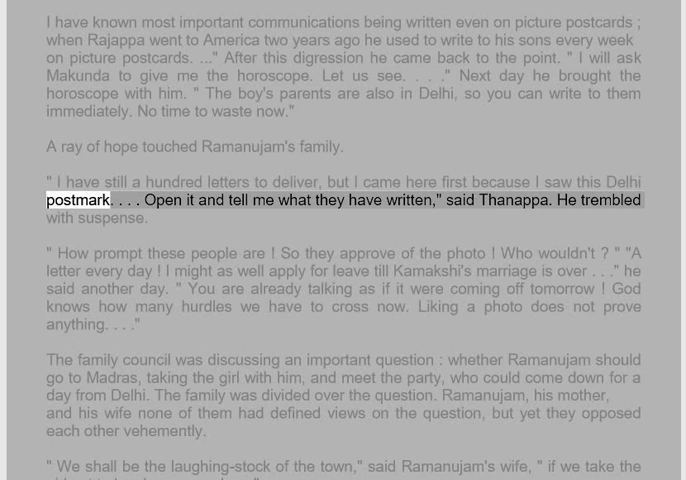 I have known most important communications being written even on picture postcards ;
when Rajappa went to America two years ago he used to write to his sons every week
on picture postcards. ..." After this digression he came back to the point. " I will ask
Makunda to give me the horoscope. Let us see. . . ." Next day he brought the
horoscope with him. " The boy's parents are also in Delhi, so you can write to them
immediately. No time to waste now."
A ray of hope touched Ramanujam's family.
" I have still a hundred letters to deliver, but I came here first because I saw this Delhi
postmark. . . . Open it and tell me what they have written," said Thanappa. He trembled
with suspense.
" How prompt these people are ! So they approve of the photo ! Who wouldn't ? " "A
letter every day ! I might as well apply for leave till Kamakshi's marriage is over . . ." he
said another day. " You are already talking as if it were coming off tomorrow ! God
knows how many hurdles we have to cross now. Liking a photo does not prove
anything. . . ."
The family council was discussing an important question : whether Ramanujam should
go to Madras, taking the girl with him, and meet the party, who could come down for a
day from Delhi. The family was divided over the question. Ramanujam, his mother,
and his wife none of them had defined views on the question, but yet they opposed
each other vehemently.
" We shall be the laughing-stock of the town," said Ramanujam's wife, " if we take the